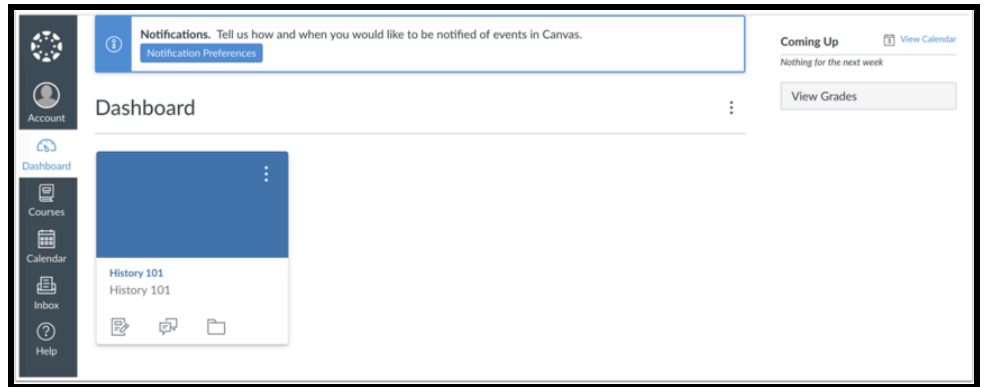 Account
Dashboard
Courses
Calendar
Inbox
Help
Notifications. Tell us how and when you would like to be notified of events in Canvas.
Notification Preferences
Dashboard
History 101
History 101
Coming Up
View Calendar
Nothing for the next week
View Grades